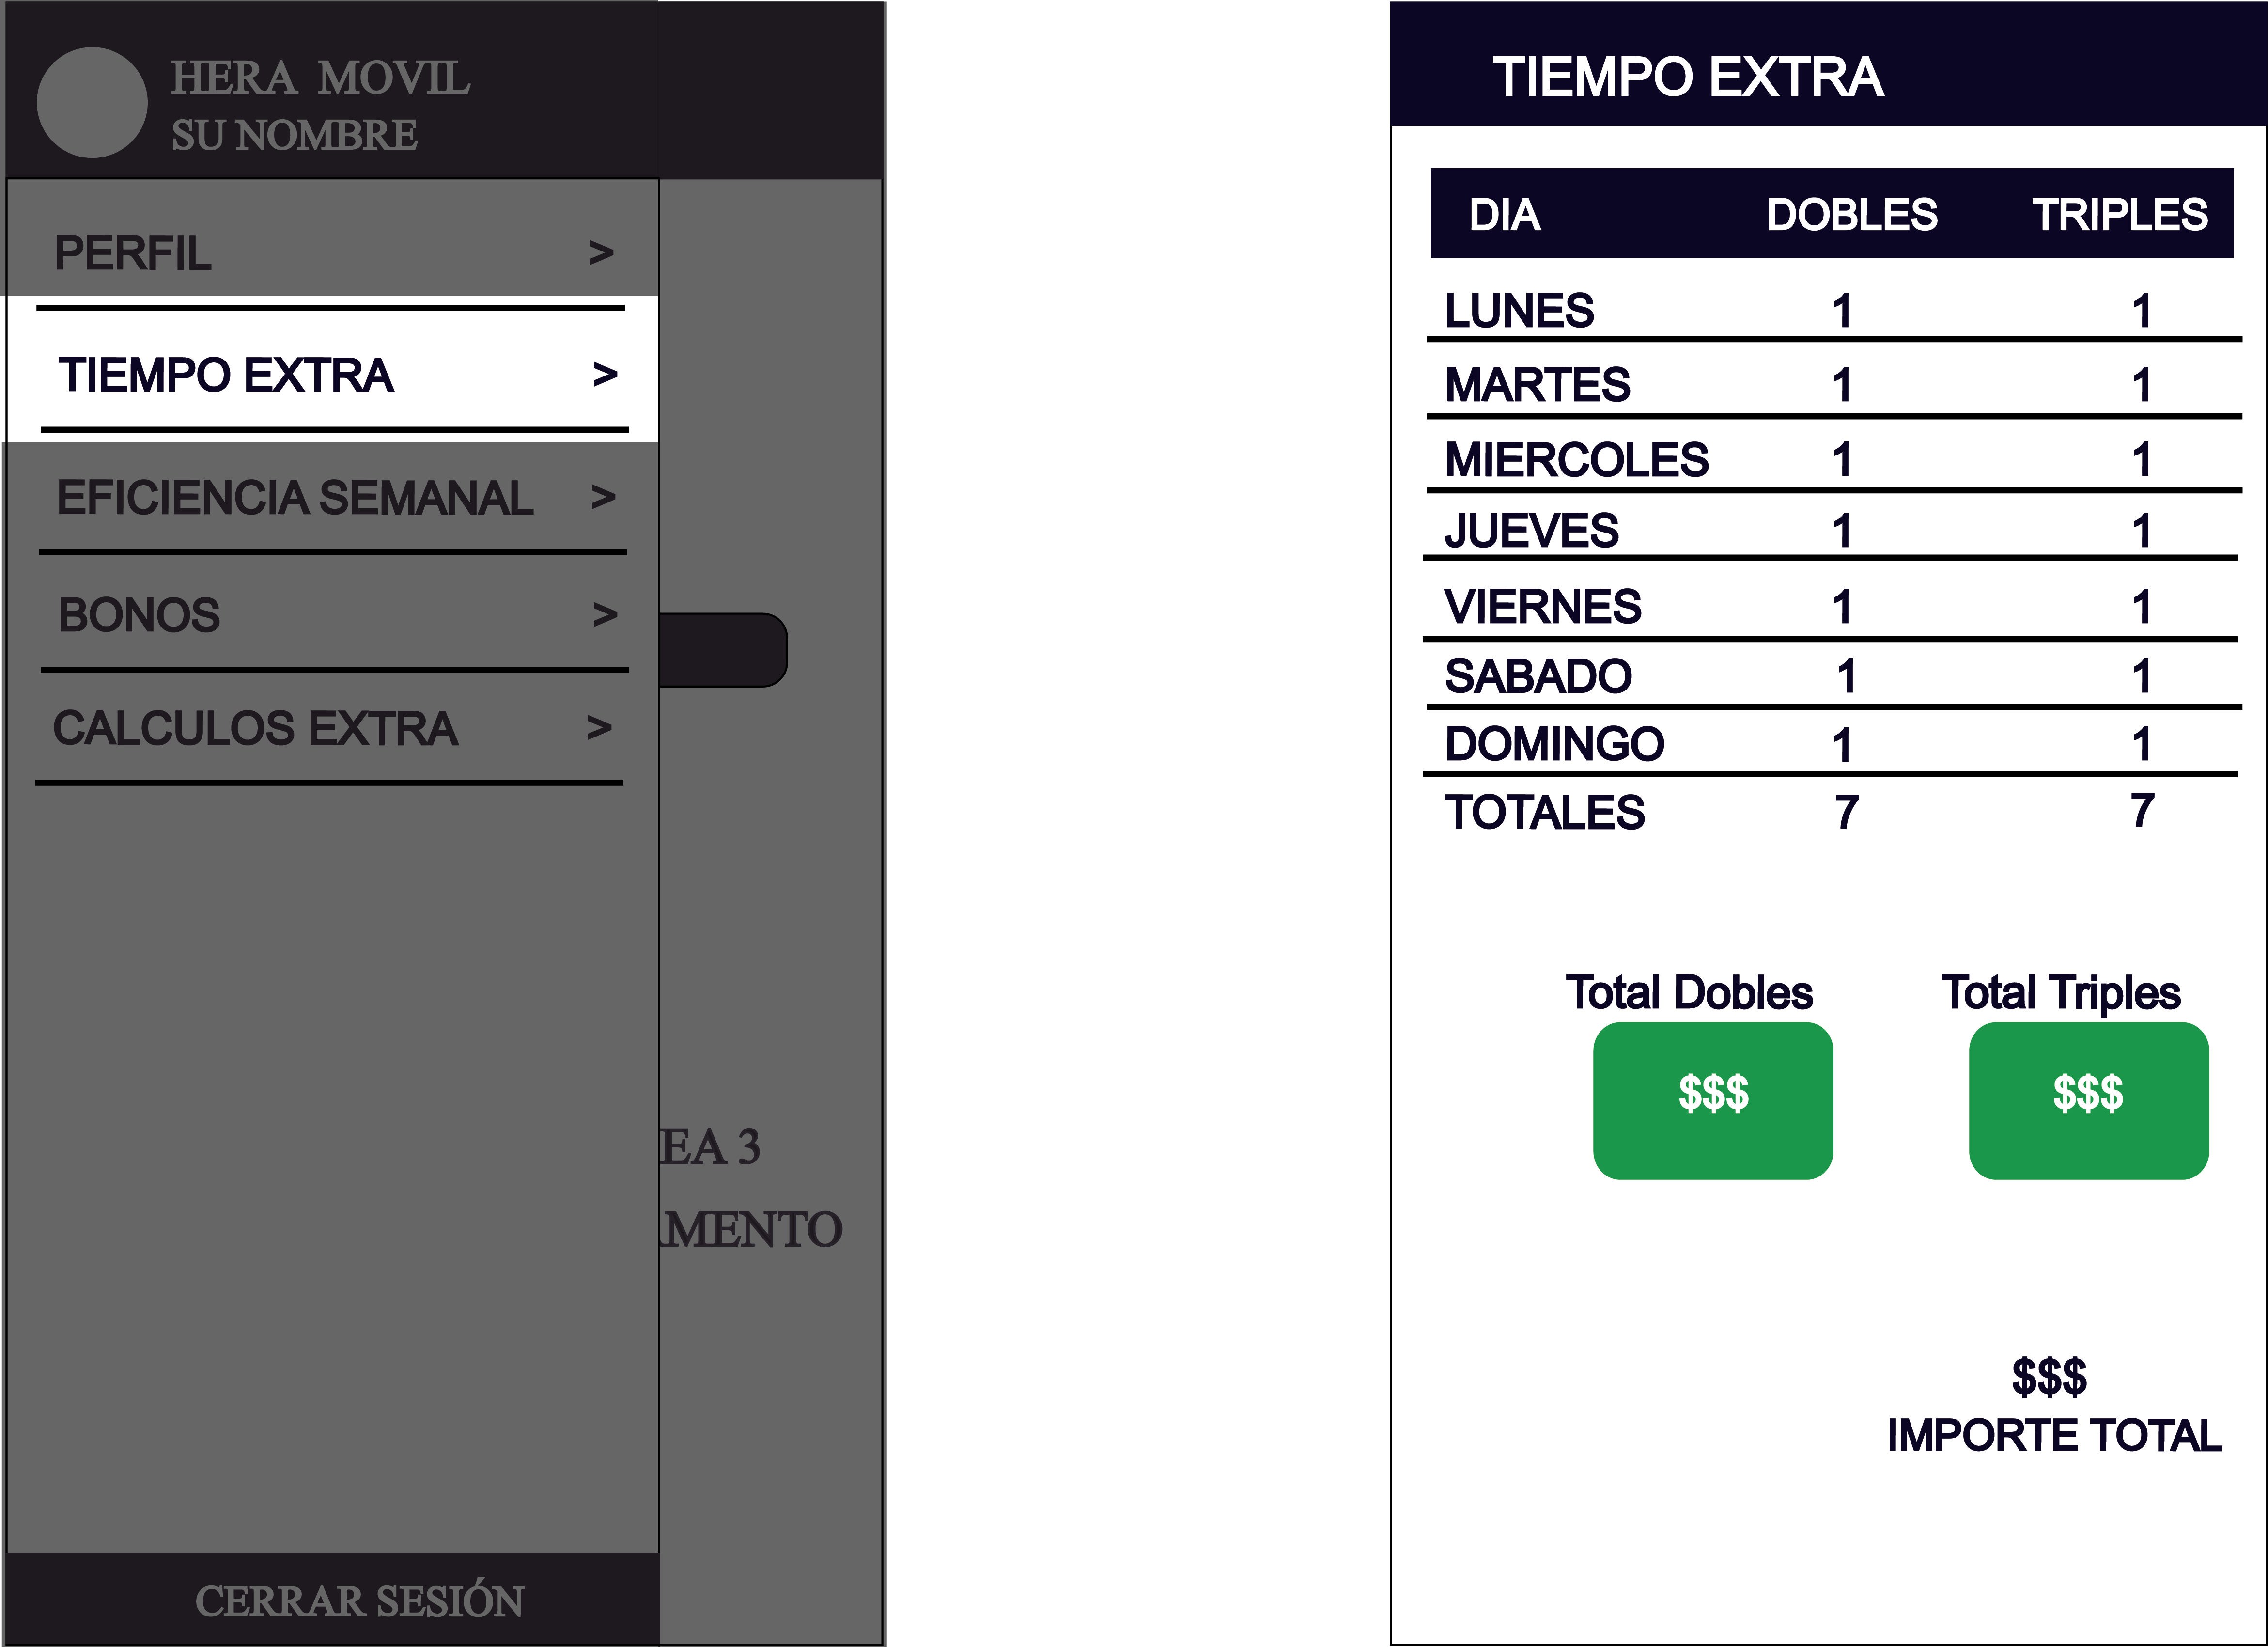 HERA MOVIL
SU NOMBRE
PERFIL >
TIEMPO EXTRA >
EFICIENCIA SEMANAL >
BONOS >
CALCULOS EXTRA >
EA 3
MENTO
CERRAR SESIÓN
TIEMPO EXTRA
DIA DOBLES TRIPLES
LUNES 1 1
MARTES 1 1
MIERCOLES 1 1
JUEVES 1 1
VIERNES 1 1
SABADO 1 1
DOMINGO 1 1
TOTALES 7 7
Total Dobles Total Triples
$$$ $$$
$$$
IMPORTE TOTAL